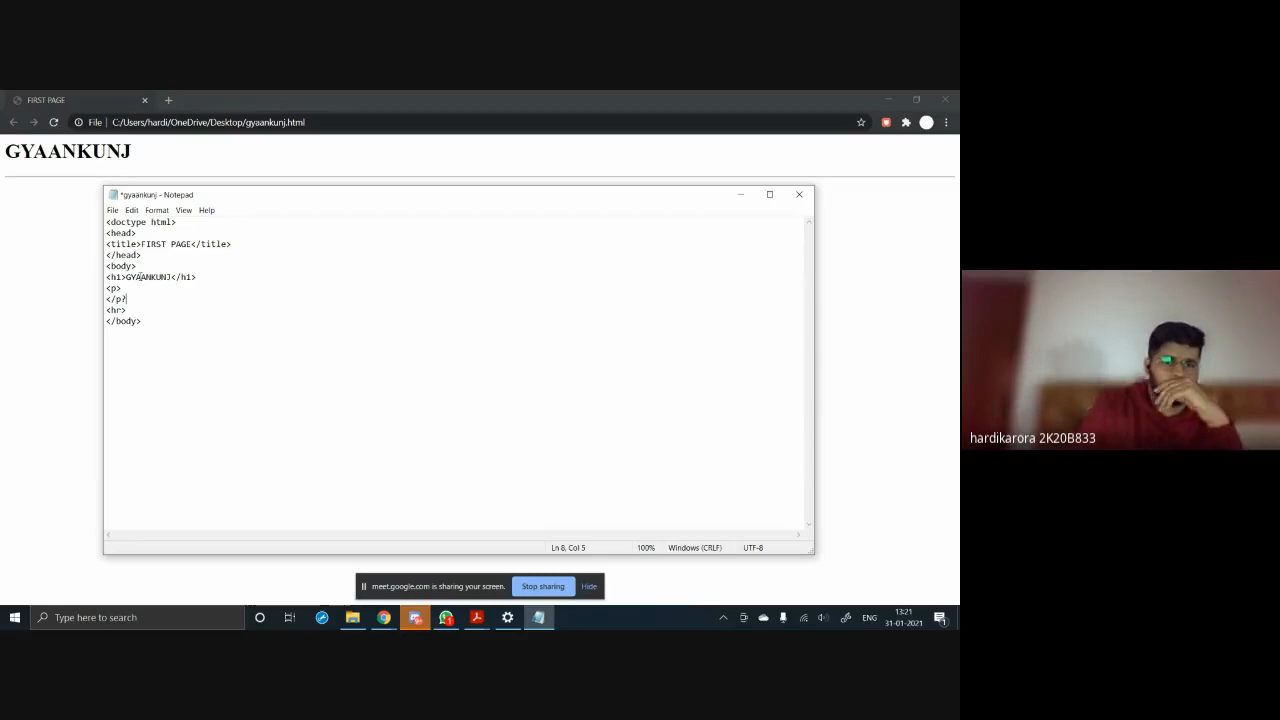 FIRST PAGE
File | C:/Users/hardi/OneDrive/Desktop/gyaankunj.html
GYAANKUNJ
*gyaankunj - Notepad
File Edit Format View Help
<doctype html>
<head>
<title>FIRST PAGE</title>
</head>
<body>
<h1>GYAANKUNJ</h1>
<p>
</p?
<hr>
</body>
Ln 8, Col 5 100% Windows (CRLF) UTF-8
hardikarora 2K20B833
meet.google.com is sharing your screen. Stop sharing Hide
Type here to search
1
ENG
13:21
31-01-2021
1